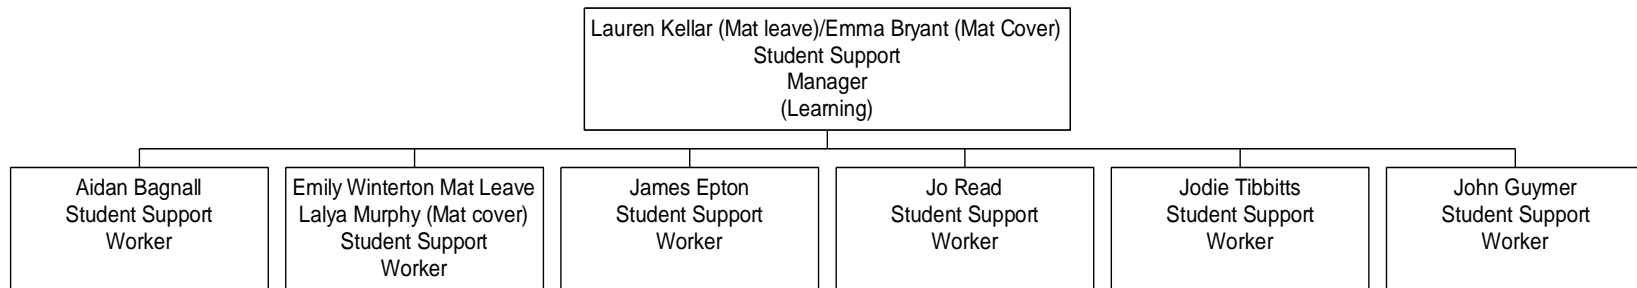 Lauren Kellar (Mat leave)/Emma Bryant (Mat Cover)
Student Support
Manager
(Learning)
Aidan Bagnall
Student Support
Worker
Emily Winterton Mat Leave
Lalya Murphy (Mat cover)
Student Support
Worker
James Epton
Student Support
Worker
Jo Read
Student Support
Worker
Jodie Tibbitts
Student Support
Worker
John Guymer
Student Support
Worker